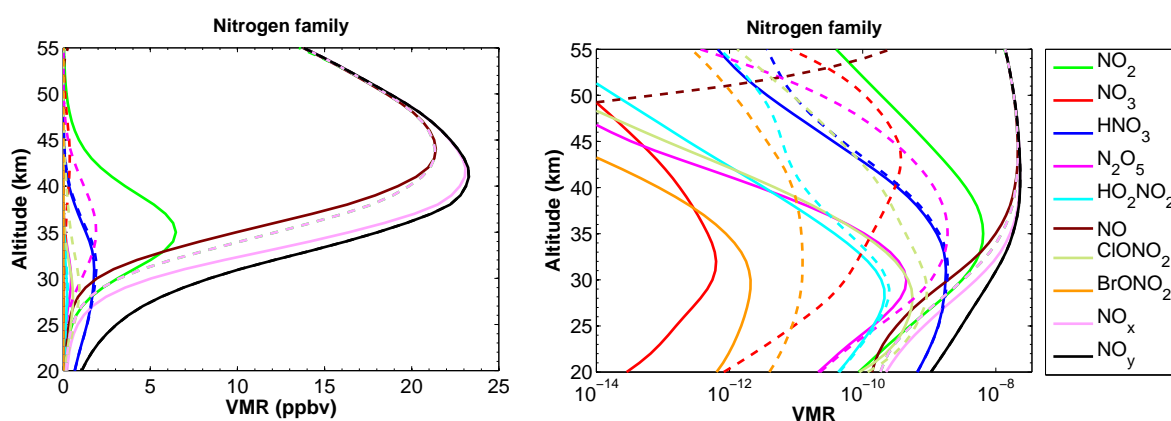 Nitrogen family
55
50
45
40
35
30
25
20
Altitude (km)
0 5 10 15 20 25
VMR (ppbv)
Nitrogen family
55
50
45
40
35
30
25
20
Altitude (km)
10⁻¹⁴ 10⁻¹² 10⁻¹⁰ 10⁻⁸
VMR
NO₂
NO₃
HNO₃
N₂O₅
HO₂NO₂
NO
ClONO₂
BrONO₂
NOₓ
NO_y